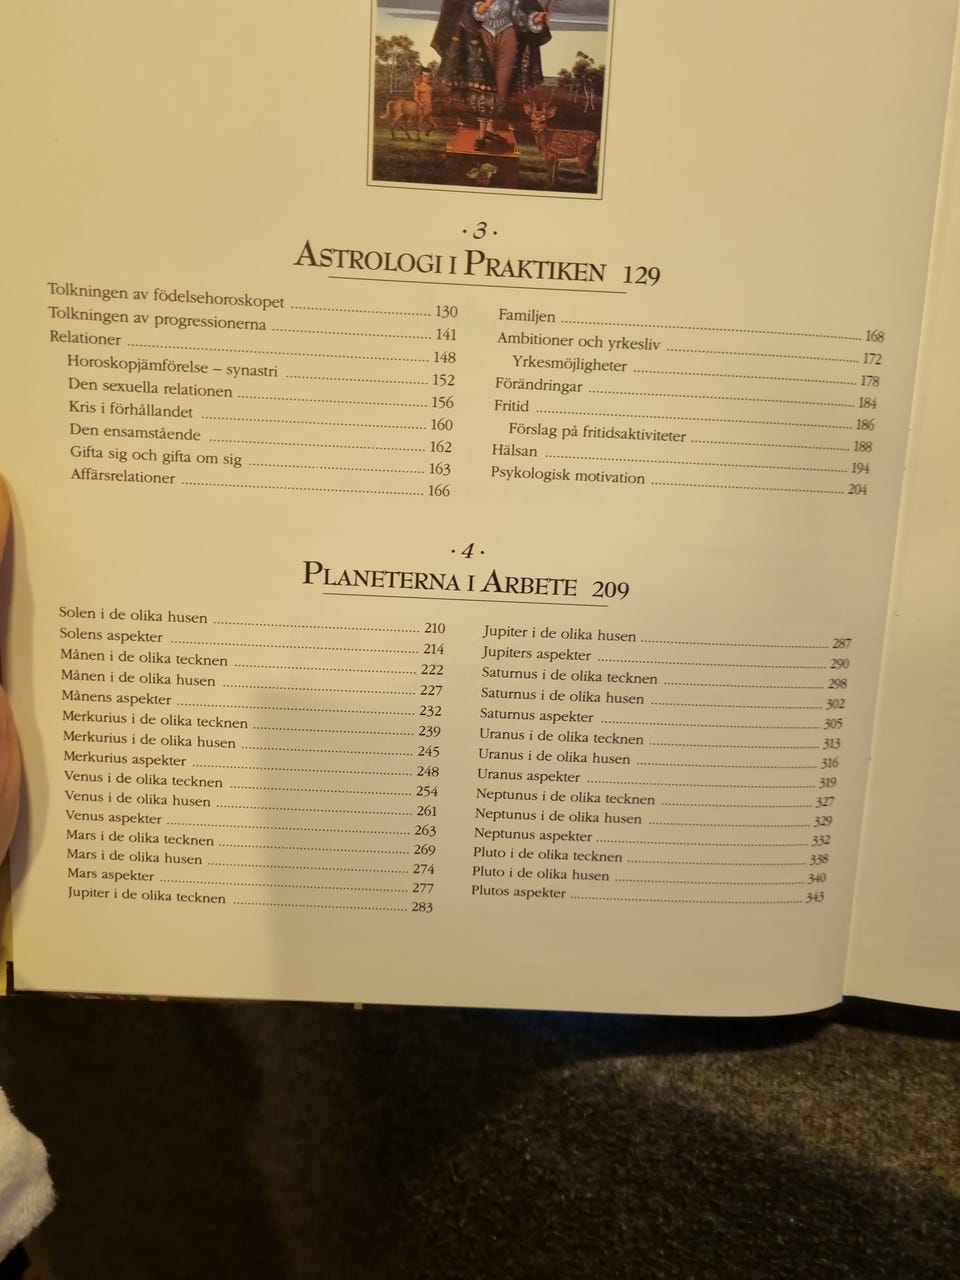 · 3 ·
ASTROLOGI I PRAKTIKEN 129
Tolkningen av födelsehoroskopet 130
Tolkningen av progressionerna 141
Relationer 148
Horoskopjämförelse – synastri 152
Den sexuella relationen 156
Kris i förhållandet 160
Den ensamstående 162
Gifta sig och gifta om sig 163
Affärsrelationer 166
Familjen 168
Ambitioner och yrkesliv 172
Yrkesmöjligheter 178
Förändringar 184
Fritid 186
Förslag på fritidsaktiviteter 188
Hälsan 194
Psykologisk motivation 204
· 4 ·
PLANETERNA I ARBETE 209
Solen i de olika husen 210
Solens aspekter 214
Månen i de olika tecknen 222
Månen i de olika husen 227
Månens aspekter 232
Merkurius i de olika tecknen 239
Merkurius i de olika husen 245
Merkurius aspekter 248
Venus i de olika tecknen 254
Venus i de olika husen 261
Venus aspekter 263
Mars i de olika tecknen 269
Mars i de olika husen 274
Mars aspekter 277
Jupiter i de olika tecknen 283
Jupiter i de olika husen 287
Jupiters aspekter 290
Saturnus i de olika tecknen 298
Saturnus i de olika husen 302
Saturnus aspekter 305
Uranus i de olika tecknen 313
Uranus i de olika husen 316
Uranus aspekter 319
Neptunus i de olika tecknen 327
Neptunus i de olika husen 329
Neptunus aspekter 332
Pluto i de olika tecknen 338
Pluto i de olika husen 340
Plutos aspekter 343